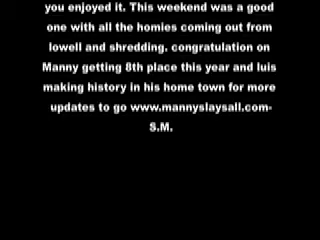 you enjoyed it. This weekend was a good
one with all the homies coming out from
lowell and shredding. congratulation on
Manny getting 8th place this year and luis
making history in his home town for more
updates to go www.mannyslaysall.com-
S.M.